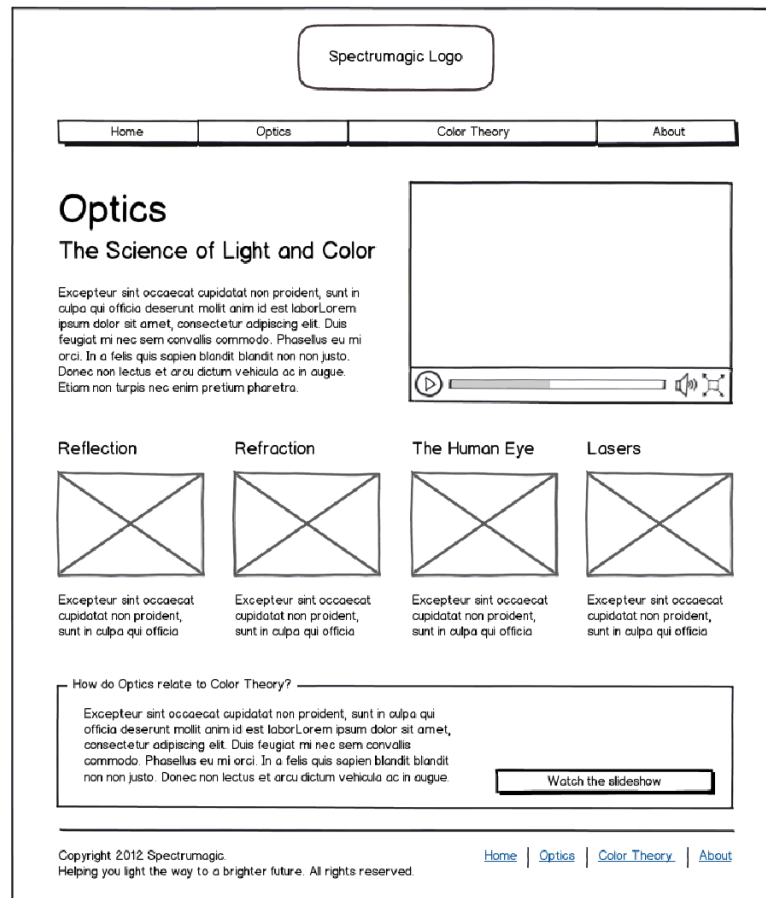 Spectrumagic Logo
Home
Optics
Color Theory
About
Optics
The Science of Light and Color
Excepteur sint occaecat cupidatat non proident, sunt in
culpa qui officia deserunt mollit anim id est laborLorem
ipsum dolor sit amet, consectetur adipiscing elit. Duis
feugiat mi nec sem convallis commodo. Phasellus eu mi
orci. In a felis quis sapien blandit blandit non non justo.
Donec non lectus et arcu dictum vehicula ac in augue.
Etiam non turpis nec enim pretium pharetra.
Reflection
Refraction
The Human Eye
Lasers
Excepteur sint occaecat
cupidatat non proident,
sunt in culpa qui officia
Excepteur sint occaecat
cupidatat non proident,
sunt in culpa qui officia
Excepteur sint occaecat
cupidatat non proident,
sunt in culpa qui officia
Excepteur sint occaecat
cupidatat non proident,
sunt in culpa qui officia
How do Optics relate to Color Theory?
Excepteur sint occaecat cupidatat non proident, sunt in culpa qui
officia deserunt mollit anim id est laborLorem ipsum dolor sit amet,
consectetur adipiscing elit. Duis feugiat mi nec sem convallis
commodo. Phasellus eu mi orci. In a felis quis sapien blandit blandit
non non justo. Donec non lectus et arcu dictum vehicula ac in augue.
Watch the slideshow
Copyright 2012 Spectrumagic.
Helping you light the way to a brighter future. All rights reserved.
Home
Optics
Color Theory
About